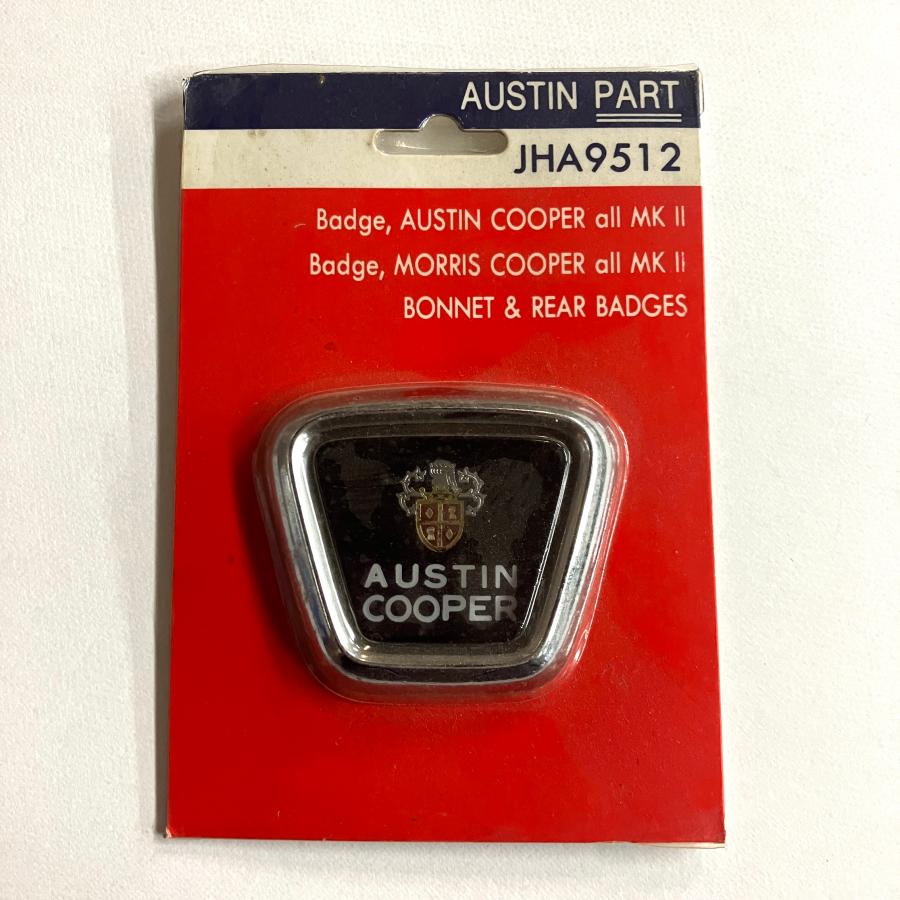 AUSTIN PART
JHA9512
Badge, AUSTIN COOPER all MK II
Badge, MORRIS COOPER all MK II
BONNET & REAR BADGES
AUSTIN
COOPER